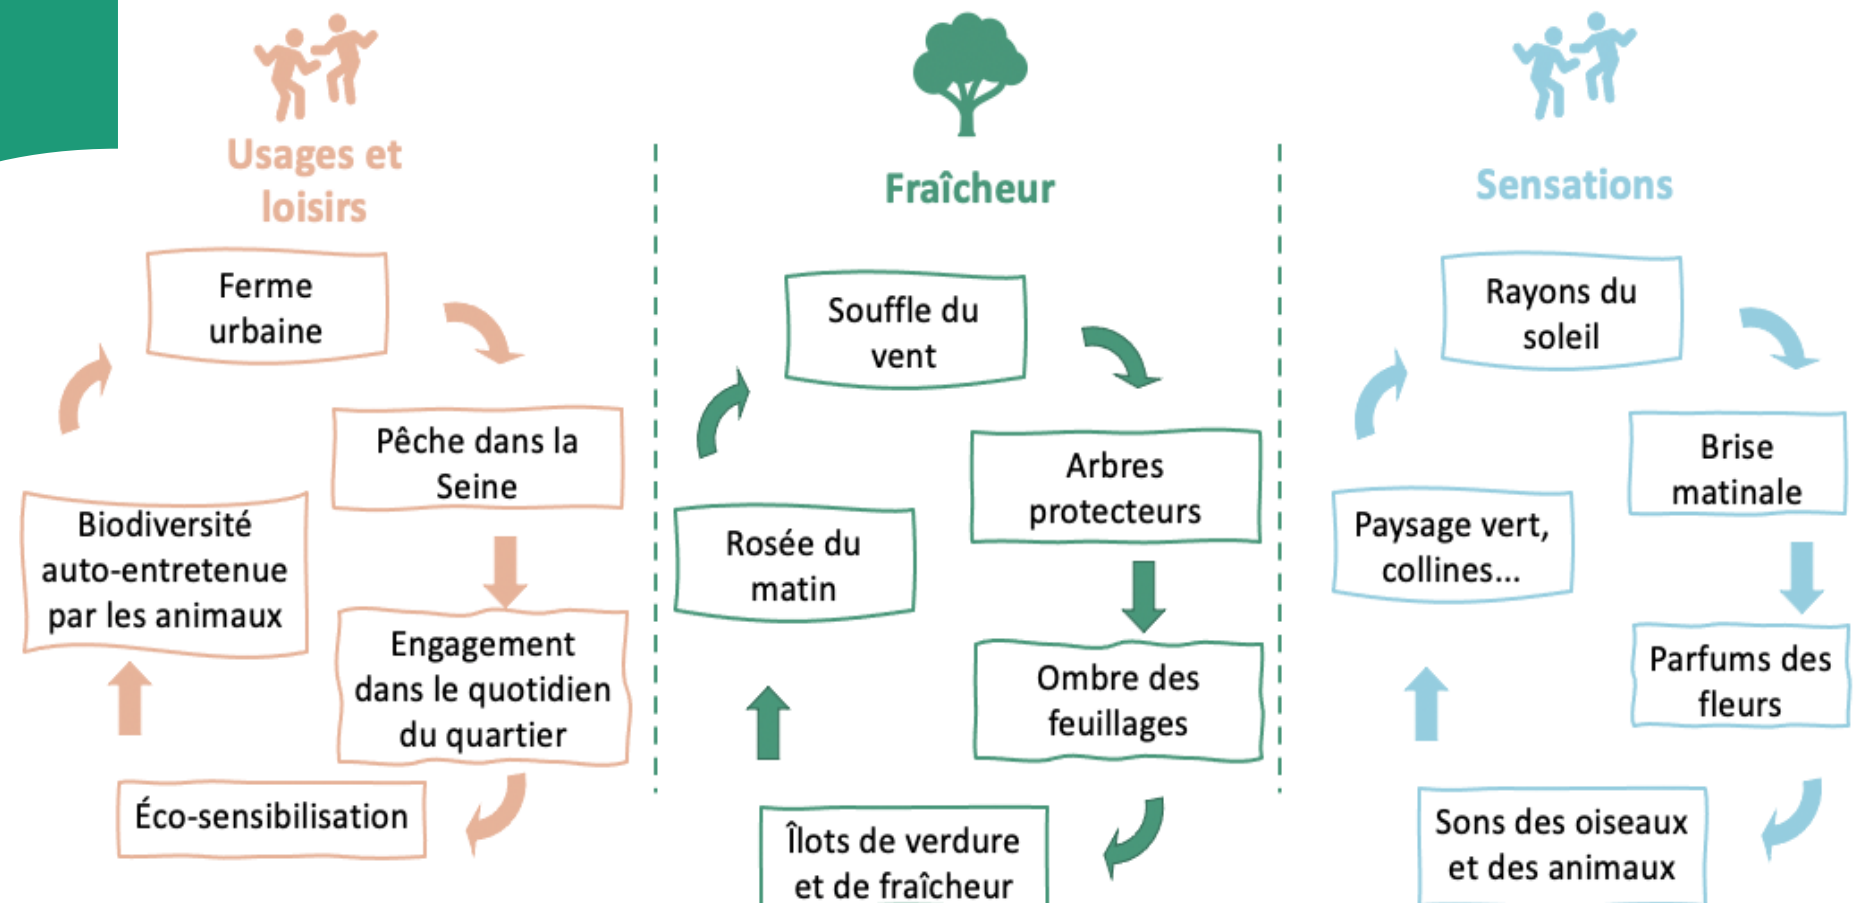 Usages et
loisirs
Ferme
urbaine
Pêche dans la
Seine
Engagement
dans le quotidien
du quartier
Éco-sensibilisation
Biodiversité
auto-entretenue
par les animaux
Fraîcheur
Souffle du
vent
Arbres
protecteurs
Ombre des
feuillages
Îlots de verdure
et de fraîcheur
Rosée du
matin
Sensations
Rayons du
soleil
Brise
matinale
Parfums des
fleurs
Sons des oiseaux
et des animaux
Paysage vert,
collines...